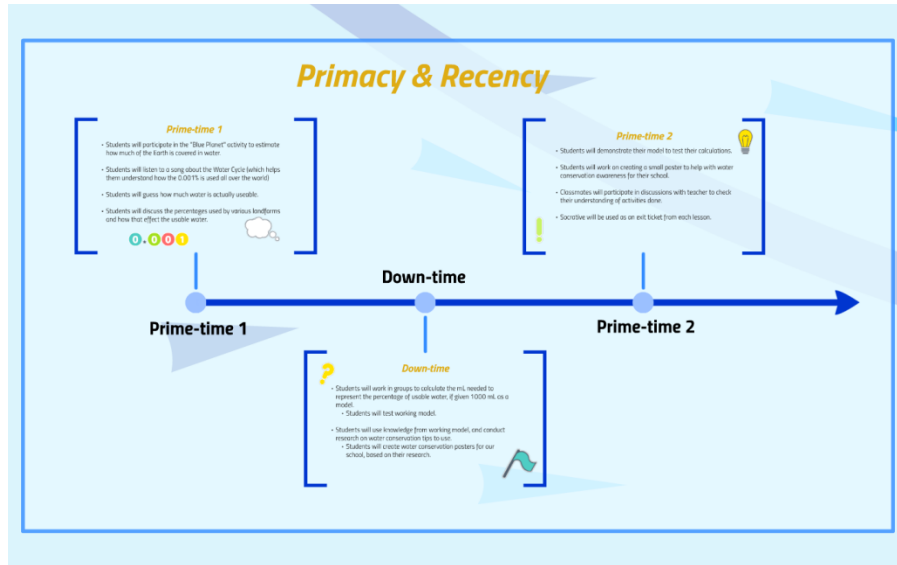 Primacy & Recency
Prime-time 1
• Students will participate in the "Blue Planet" activity to estimate
how much of the Earth is covered in water.
• Students will listen to a song about the Water Cycle (which helps
them understand how the 0.001% is used all over the world)
• Students will guess how much water is actually useable.
• Students will discuss the percentages used by various landforms
and how that effect the usable water.
0.001
Prime-time 2
• Students will demonstrate their model to test their calculations.
• Students will work on creating a small poster to help with water
conservation awareness for their school.
• Classmates will participate in discussions with teacher to check
their understanding of activities done.
• Socrative will be used as an exit ticket from each lesson.
!
Down-time
Prime-time 1
Prime-time 2
?
Down-time
• Students will work in groups to calculate the mL needed to
represent the percentage of usable water, if given 1000 mL as a
model.
• Students will test working model.
• Students will use knowledge from working model, and conduct
research on water conservation tips to use.
• Students will create water conservation posters for our
school, based on their research.